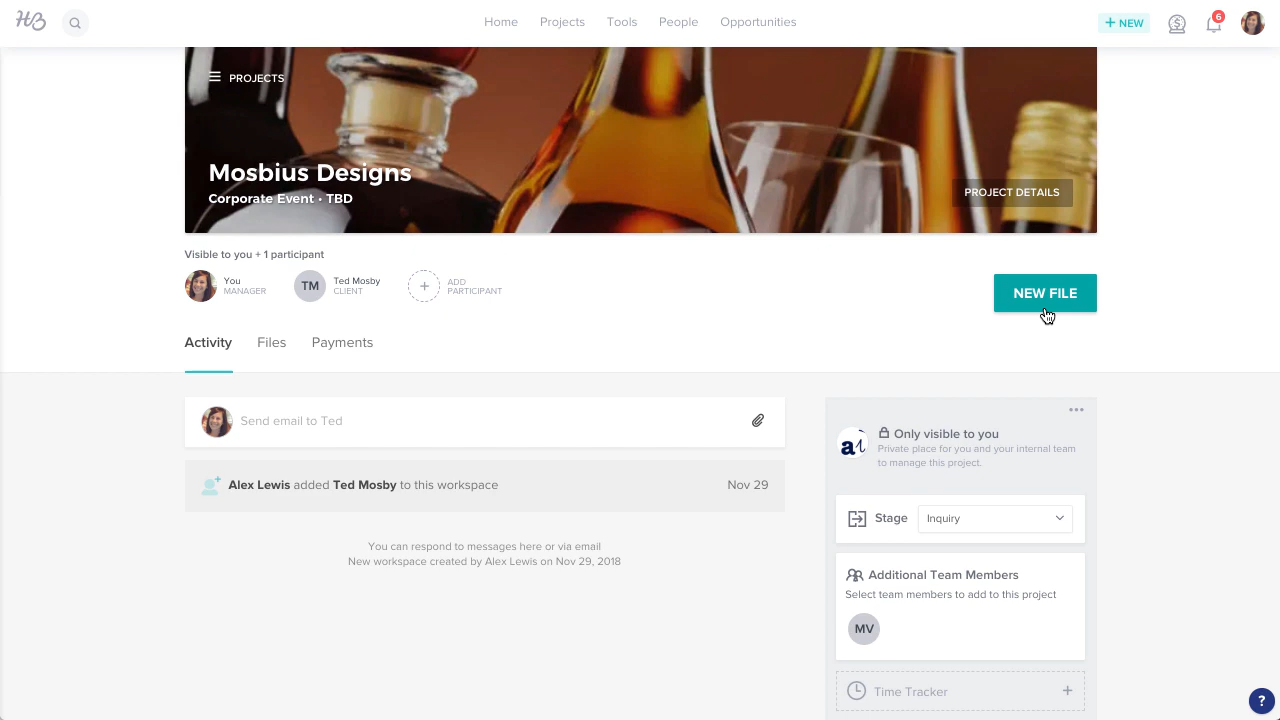 HB
Home Projects Tools People Opportunities
+ NEW
6
PROJECTS
Mosbius Designs
Corporate Event • TBD
PROJECT DETAILS
Visible to you + 1 participant
You
MANAGER
TM
Ted Mosby
CLIENT
+
ADD
PARTICIPANT
NEW FILE
Activity Files Payments
Send email to Ted
Alex Lewis added Ted Mosby to this workspace
Nov 29
You can respond to messages here or via email
New workspace created by Alex Lewis on Nov 29, 2018
al
Only visible to you
Private place for you and your internal team
to manage this project.
Stage
Inquiry
Additional Team Members
Select team members to add to this project
MV
Time Tracker +
?